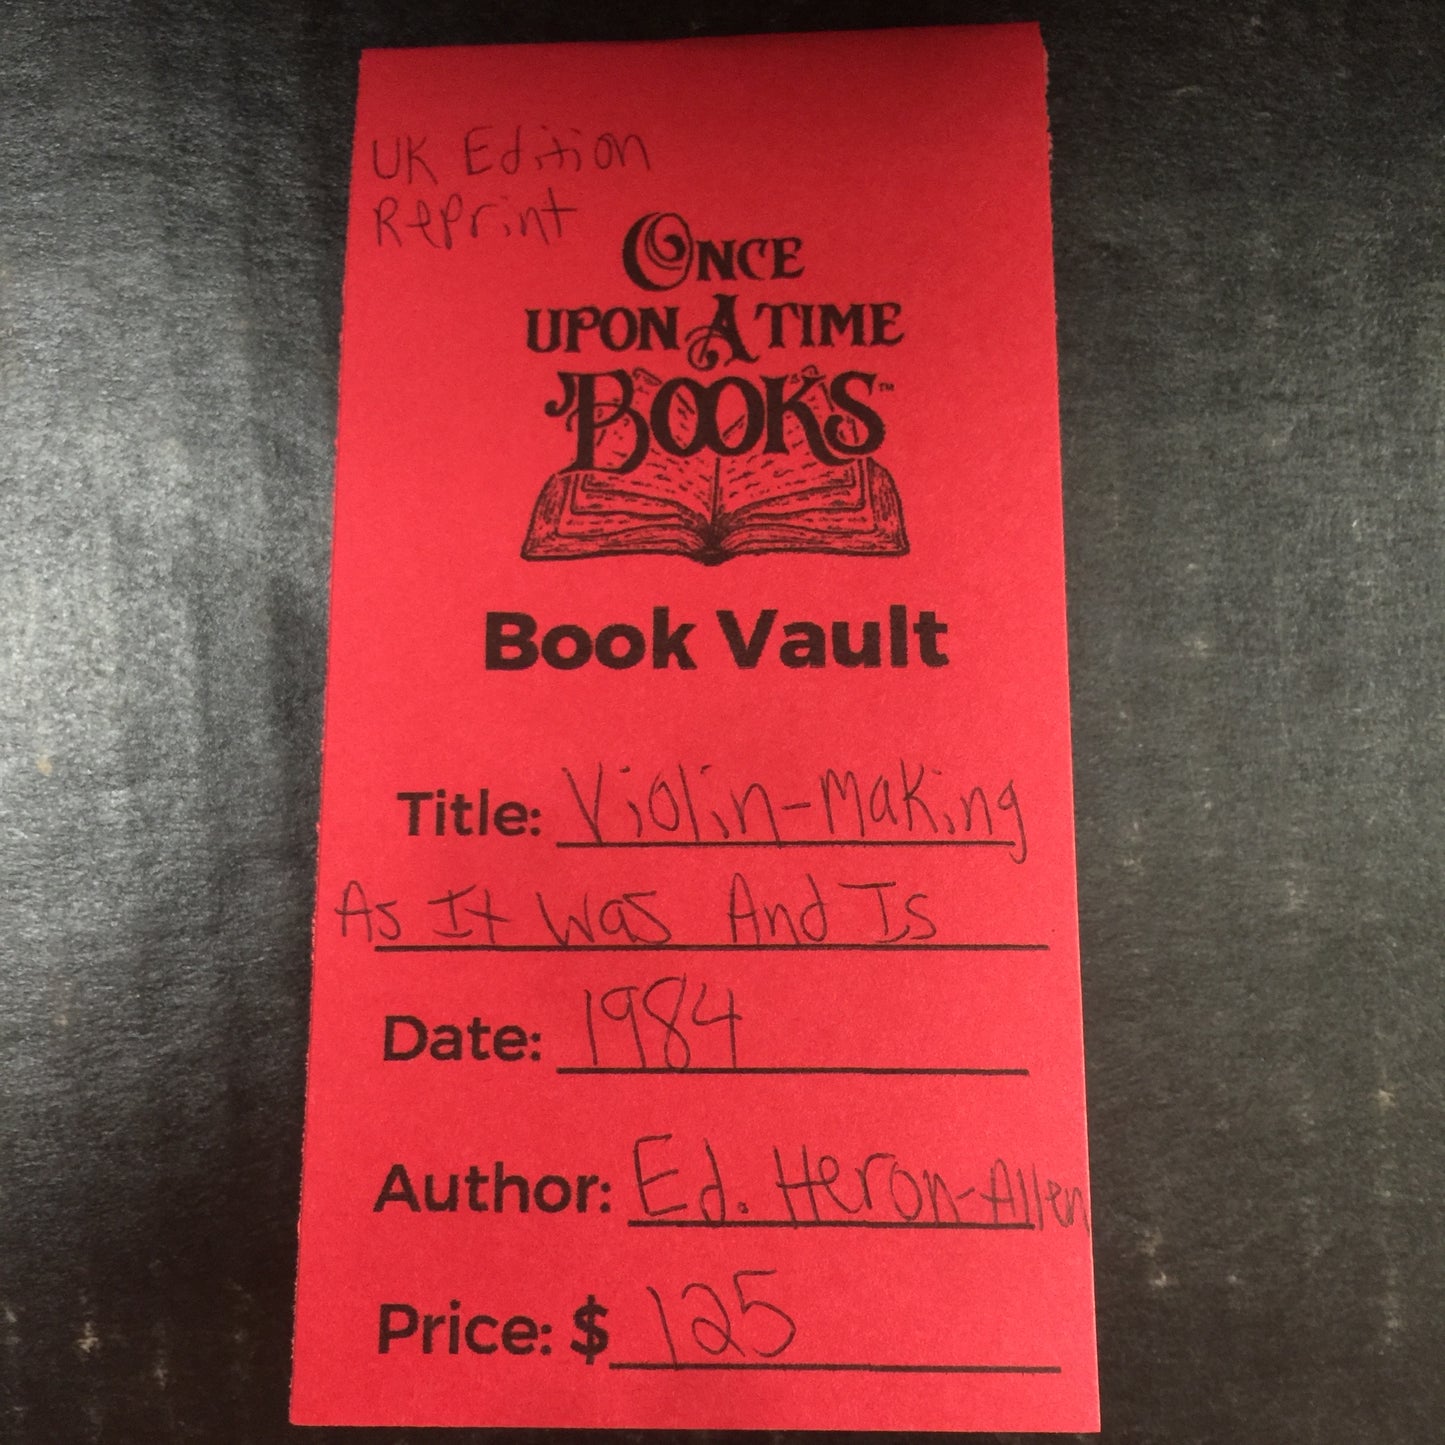 UK Edition
Reprint
ONCE
UPON A TIME
BOOKS™
Book Vault
Title: Violin-Making
As It Was And Is
Date: 1984
Author: Ed. Heron-Allen
Price: $ 125